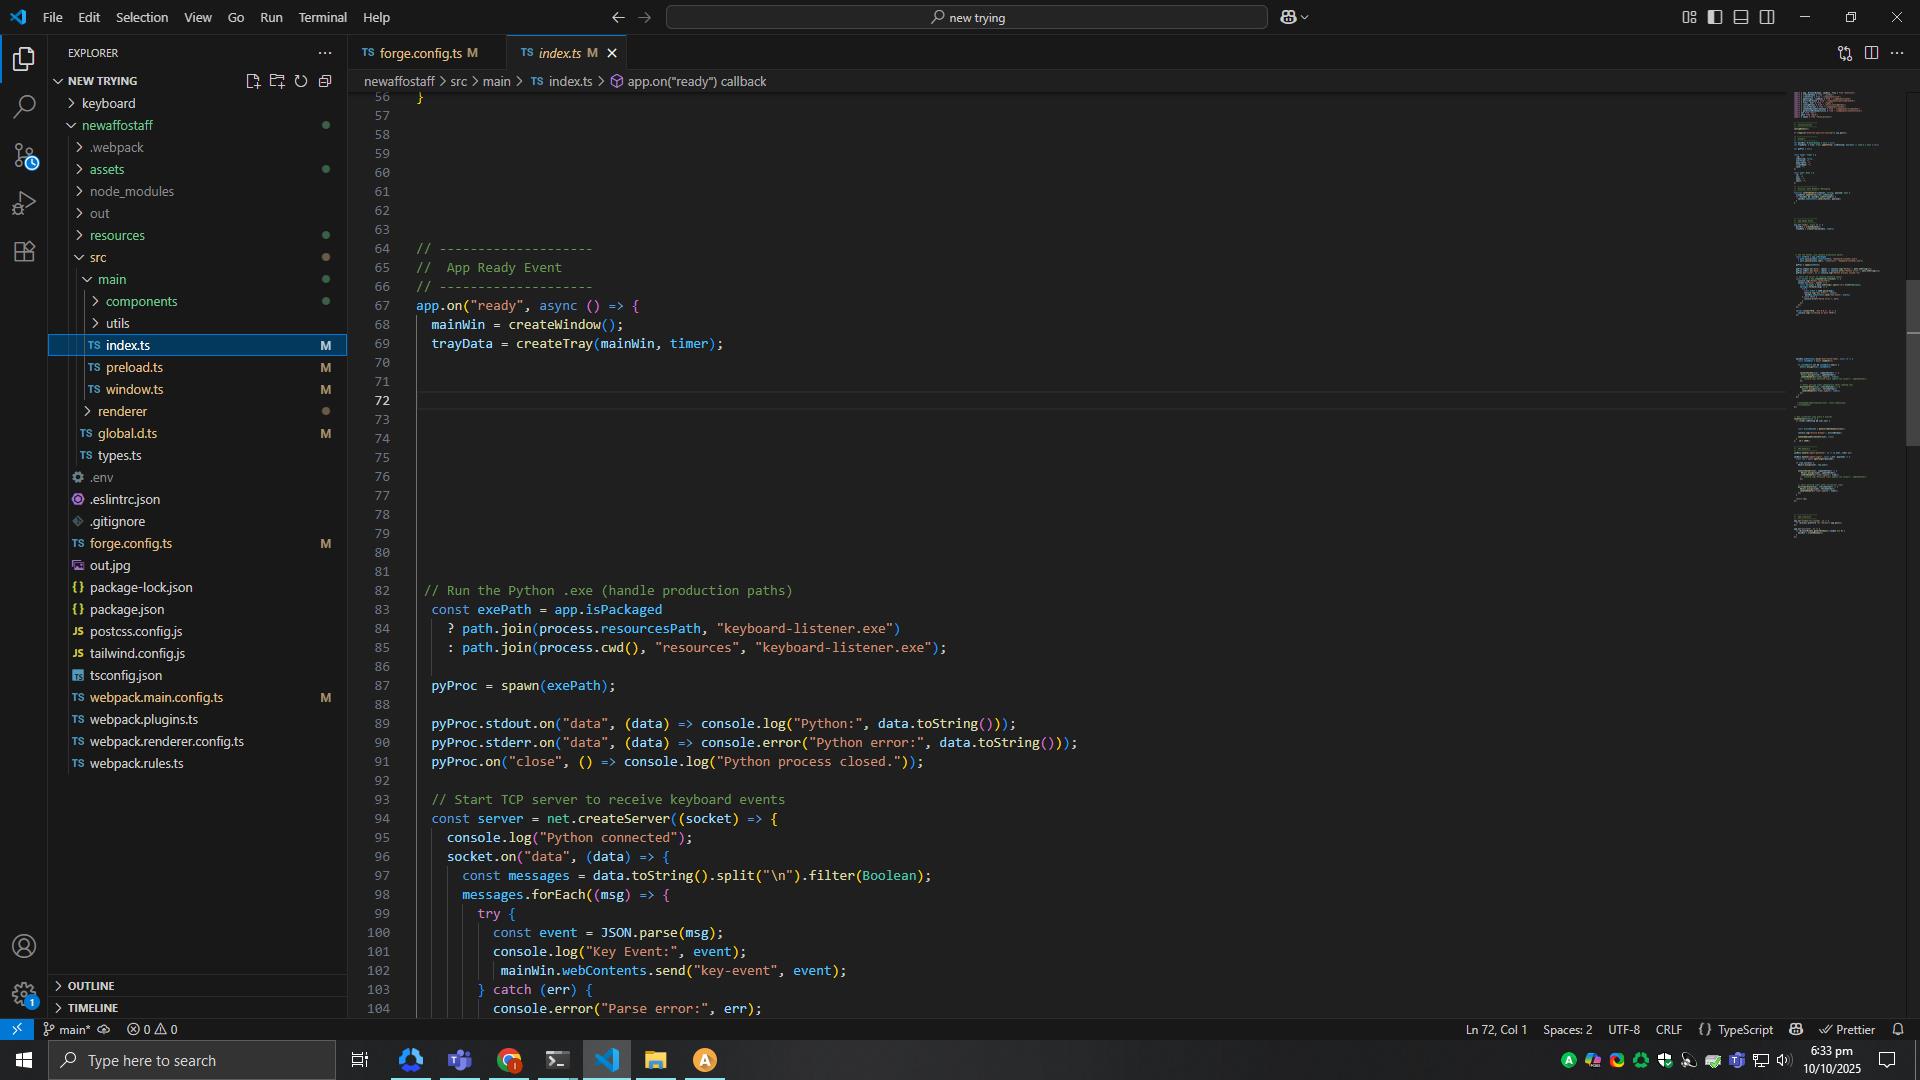 File Edit Selection View Go Run Terminal Help
new trying
EXPLORER
NEW TRYING
keyboard
newaffostaff
.webpack
assets
node_modules
out
resources
src
main
components
utils
TS index.ts M
TS preload.ts M
TS window.ts M
renderer
TS global.d.ts M
TS types.ts
.env
.eslintrc.json
.gitignore
TS forge.config.ts M
out.jpg
{} package-lock.json
{} package.json
JS postcss.config.js
JS tailwind.config.js
tsconfig.json
TS webpack.main.config.ts M
TS webpack.plugins.ts
TS webpack.renderer.config.ts
TS webpack.rules.ts
OUTLINE
TIMELINE
TS forge.config.ts M
TS index.ts M
newaffostaff > src > main > TS index.ts > app.on("ready") callback
56 }
57
58
59
60
61
62
63
64 // --------------------
65 //  App Ready Event
66 // --------------------
67 app.on("ready", async () => {
68 mainWin = createWindow();
69 trayData = createTray(mainWin, timer);
70
71
72
73
74
75
76
77
78
79
80
81
82 // Run the Python .exe (handle production paths)
83 const exePath = app.isPackaged
84 ? path.join(process.resourcesPath, "keyboard-listener.exe")
85 : path.join(process.cwd(), "resources", "keyboard-listener.exe");
86
87 pyProc = spawn(exePath);
88
89 pyProc.stdout.on("data", (data) => console.log("Python:", data.toString()));
90 pyProc.stderr.on("data", (data) => console.error("Python error:", data.toString()));
91 pyProc.on("close", () => console.log("Python process closed."));
92
93 // Start TCP server to receive keyboard events
94 const server = net.createServer((socket) => {
95 console.log("Python connected");
96 socket.on("data", (data) => {
97 const messages = data.toString().split("\n").filter(Boolean);
98 messages.forEach((msg) => {
99 try {
100 const event = JSON.parse(msg);
101 console.log("Key Event:", event);
102 mainWin.webContents.send("key-event", event);
103 } catch (err) {
104 console.error("Parse error:", err);
main* 0 0
Ln 72, Col 1 Spaces: 2 UTF-8 CRLF {} TypeScript Prettier
Type here to search
6:33 pm
10/10/2025